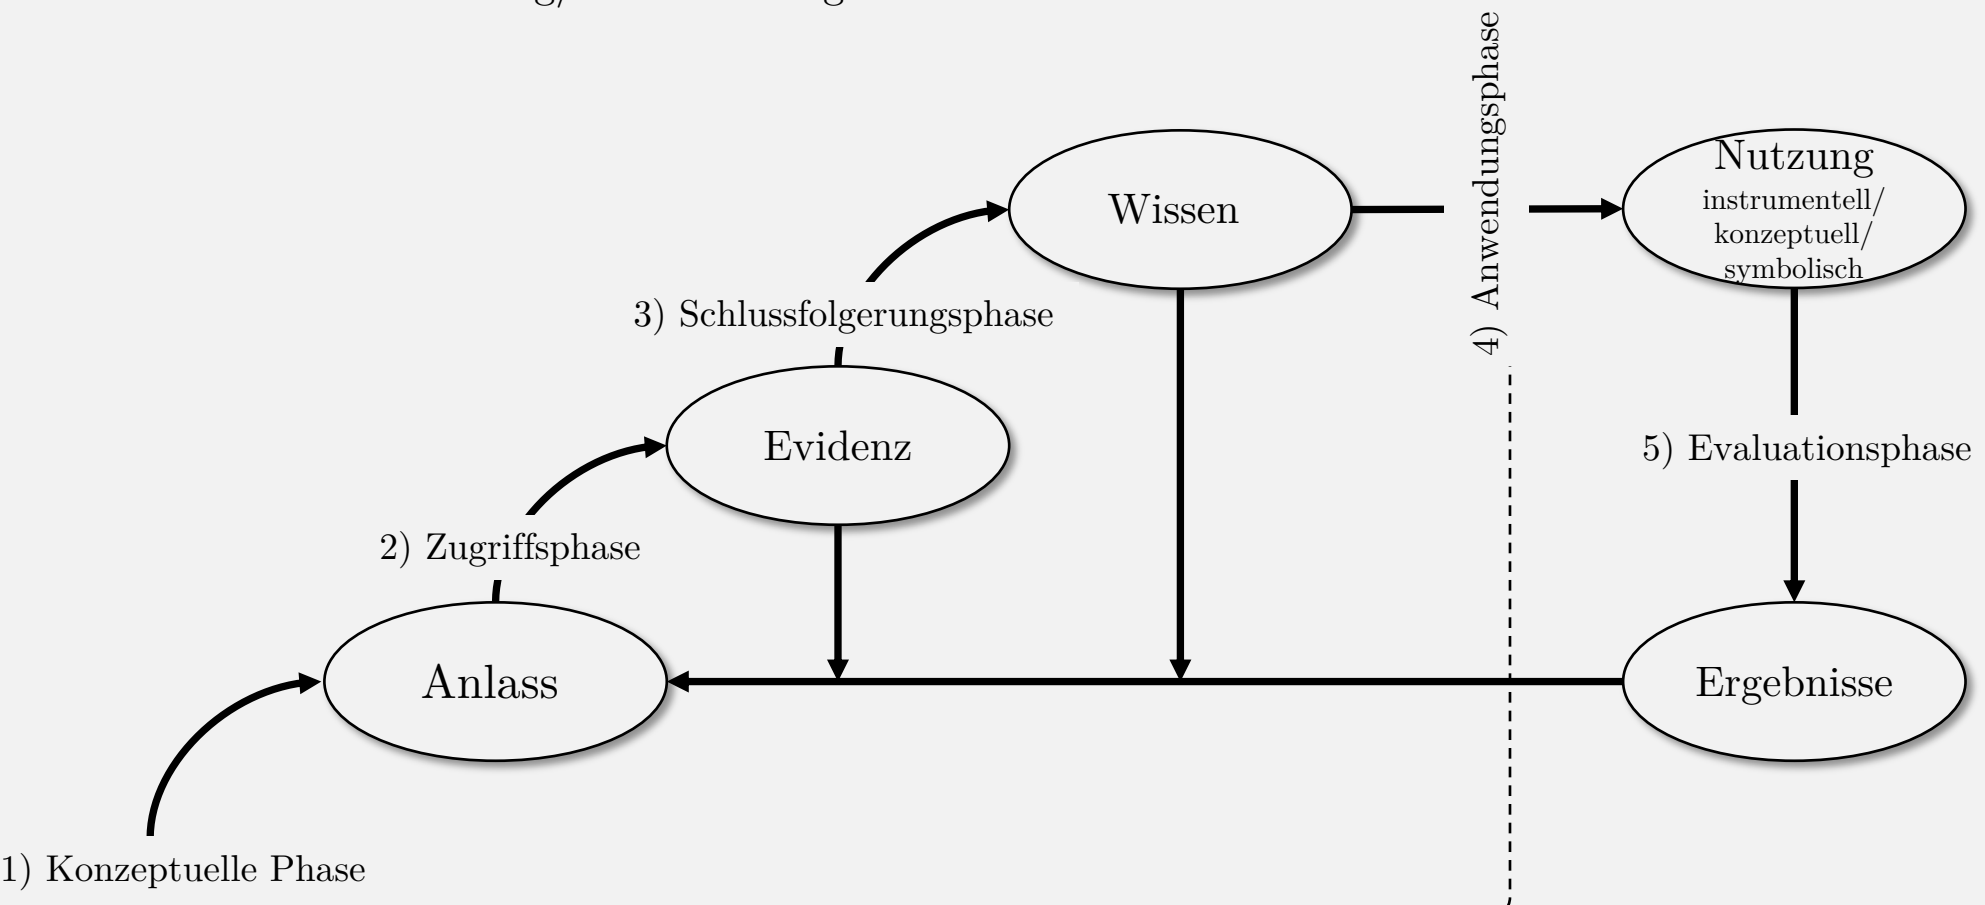 4) Anwendungsphase
Nutzung
instrumentell/
konzeptuell/
symbolisch
Wissen
3) Schlussfolgerungsphase
Evidenz
5) Evaluationsphase
2) Zugriffsphase
Anlass
Ergebnisse
1) Konzeptuelle Phase